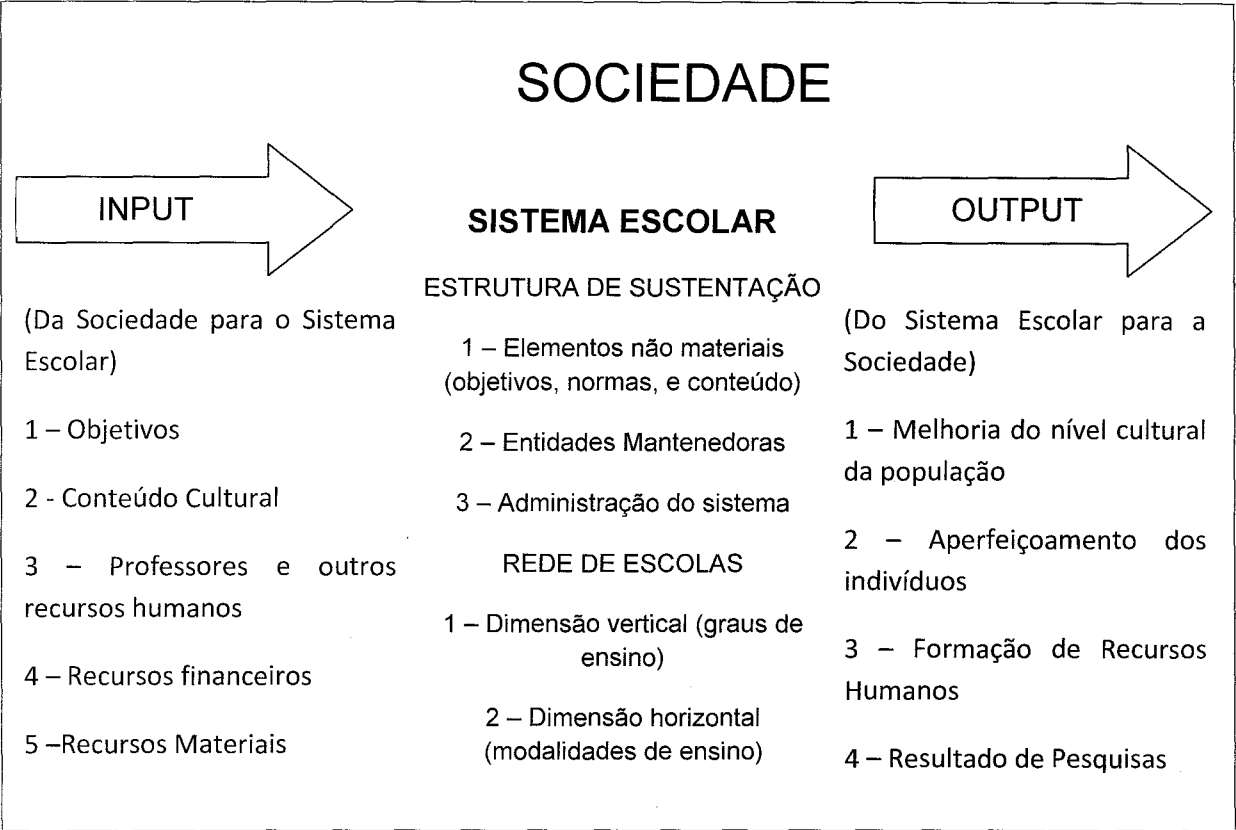 SOCIEDADE
INPUT
(Da Sociedade para o Sistema
Escolar)
1 – Objetivos
2 - Conteúdo Cultural
3 – Professores e outros
recursos humanos
4 – Recursos financeiros
5 –Recursos Materiais
SISTEMA ESCOLAR
ESTRUTURA DE SUSTENTAÇÃO
1 – Elementos não materiais
(objetivos, normas, e conteúdo)
2 – Entidades Mantenedoras
3 – Administração do sistema
REDE DE ESCOLAS
1 – Dimensão vertical (graus de
ensino)
2 – Dimensão horizontal
(modalidades de ensino)
OUTPUT
(Do Sistema Escolar para a
Sociedade)
1 – Melhoria do nível cultural
da população
2 – Aperfeiçoamento dos
indivíduos
3 – Formação de Recursos
Humanos
4 – Resultado de Pesquisas